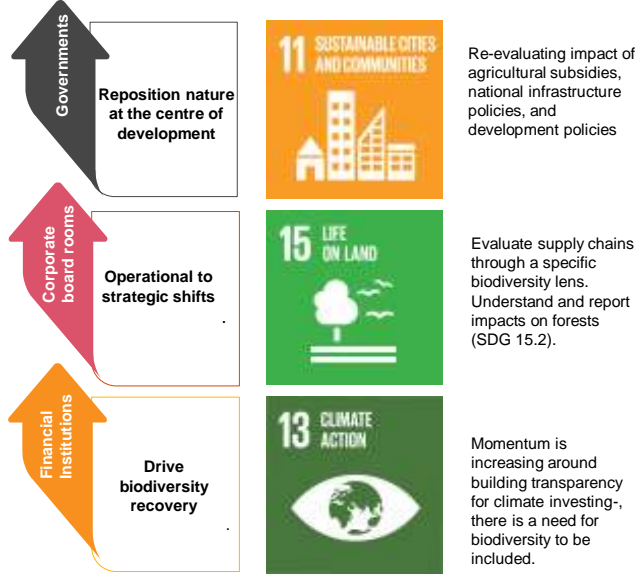 Governments
Reposition nature
at the centre of
development
11 SUSTAINABLE CITIES
AND COMMUNITIES
Re-evaluating impact of
agricultural subsidies,
national infrastructure
policies, and
development policies
Corporate
board rooms
Operational to
strategic shifts
.
15 LIFE
ON LAND
Evaluate supply chains
through a specific
biodiversity lens.
Understand and report
impacts on forests
(SDG 15.2).
Financial
Institutions
Drive
biodiversity
recovery
.
13 CLIMATE
ACTION
Momentum is
increasing around
building transparency
for climate investing-,
there is a need for
biodiversity to be
included.